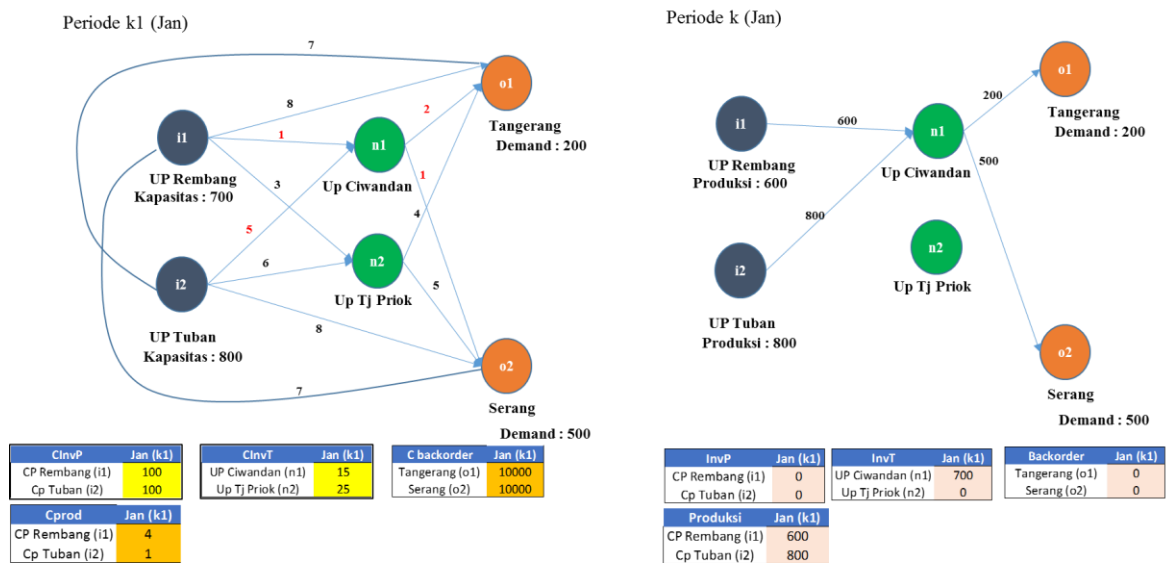 Periode k1 (Jan)
7
8
1
2
3
1
5
4
6
5
8
7
i1
UP Rembang
Kapasitas : 700
i2
UP Tuban
Kapasitas : 800
n1
Up Ciwandan
n2
Up Tj Priok
o1
Tangerang
Demand : 200
o2
Serang
Demand : 500
CInvP Jan (k1)
CP Rembang (i1) 100
Cp Tuban (i2) 100
CInvT Jan (k1)
UP Ciwandan (n1) 15
Up Tj Priok (n2) 25
C backorder Jan (k1)
Tangerang (o1) 10000
Serang (o2) 10000
Cprod Jan (k1)
CP Rembang (i1) 4
Cp Tuban (i2) 1
Periode k (Jan)
600
200
500
800
i1
UP Rembang
Produksi : 600
i2
UP Tuban
Produksi : 800
n1
Up Ciwandan
n2
Up Tj Priok
o1
Tangerang
Demand : 200
o2
Serang
Demand : 500
InvP Jan (k1)
CP Rembang (i1) 0
Cp Tuban (i2) 0
InvT Jan (k1)
UP Ciwandan (n1) 700
Up Tj Priok (n2) 0
Backorder Jan (k1)
Tangerang (o1) 0
Serang (o2) 0
Produksi Jan (k1)
CP Rembang (i1) 600
Cp Tuban (i2) 800